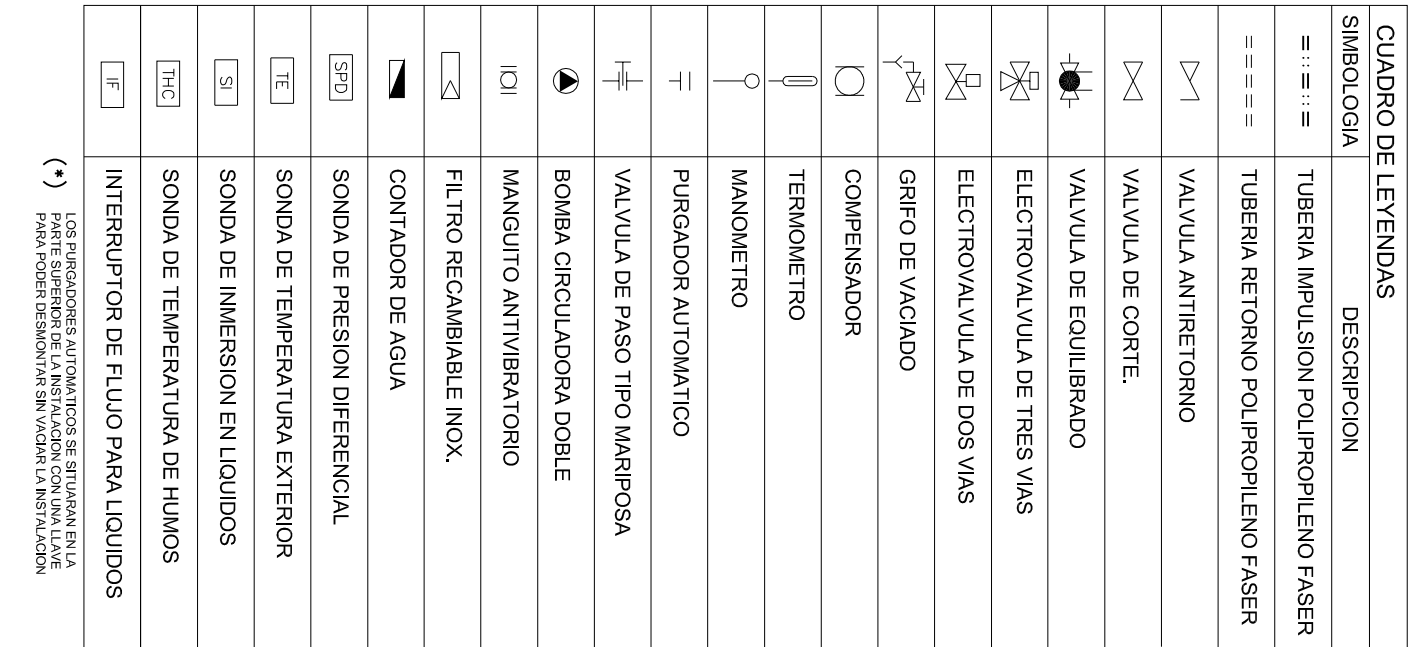 CUADRO DE LEYENDAS
SIMBOLOGIA DESCRIPCION
TUBERIA IMPULSION POLIPROPILENO FASER
TUBERIA RETORNO POLIPROPILENO FASER
VALVULA ANTIRETORNO
VALVULA DE CORTE.
VALVULA DE EQUILIBRADO
ELECTROVALVULA DE TRES VIAS
ELECTROVALVULA DE DOS VIAS
GRIFO DE VACIADO
COMPENSADOR
TERMOMETRO
MANOMETRO
PURGADOR AUTOMATICO
VALVULA DE PASO TIPO MARIPOSA
BOMBA CIRCULADORA DOBLE
MANGUITO ANTIVIBRATORIO
FILTRO RECAMBIABLE INOX.
CONTADOR DE AGUA
SPD SONDA DE PRESION DIFERENCIAL
TE SONDA DE TEMPERATURA EXTERIOR
SI SONDA DE INMERSION EN LIQUIDOS
THC SONDA DE TEMPERATURA DE HUMOS
IF INTERRUPTOR DE FLUJO PARA LIQUIDOS
(*) LOS PURGADORES AUTOMATICOS SE SITUARAN EN LA
PARTE SUPERIOR DE LA INSTALACION CON UNA LLAVE
PARA PODER DESMONTAR SIN VACIAR LA INSTALACION